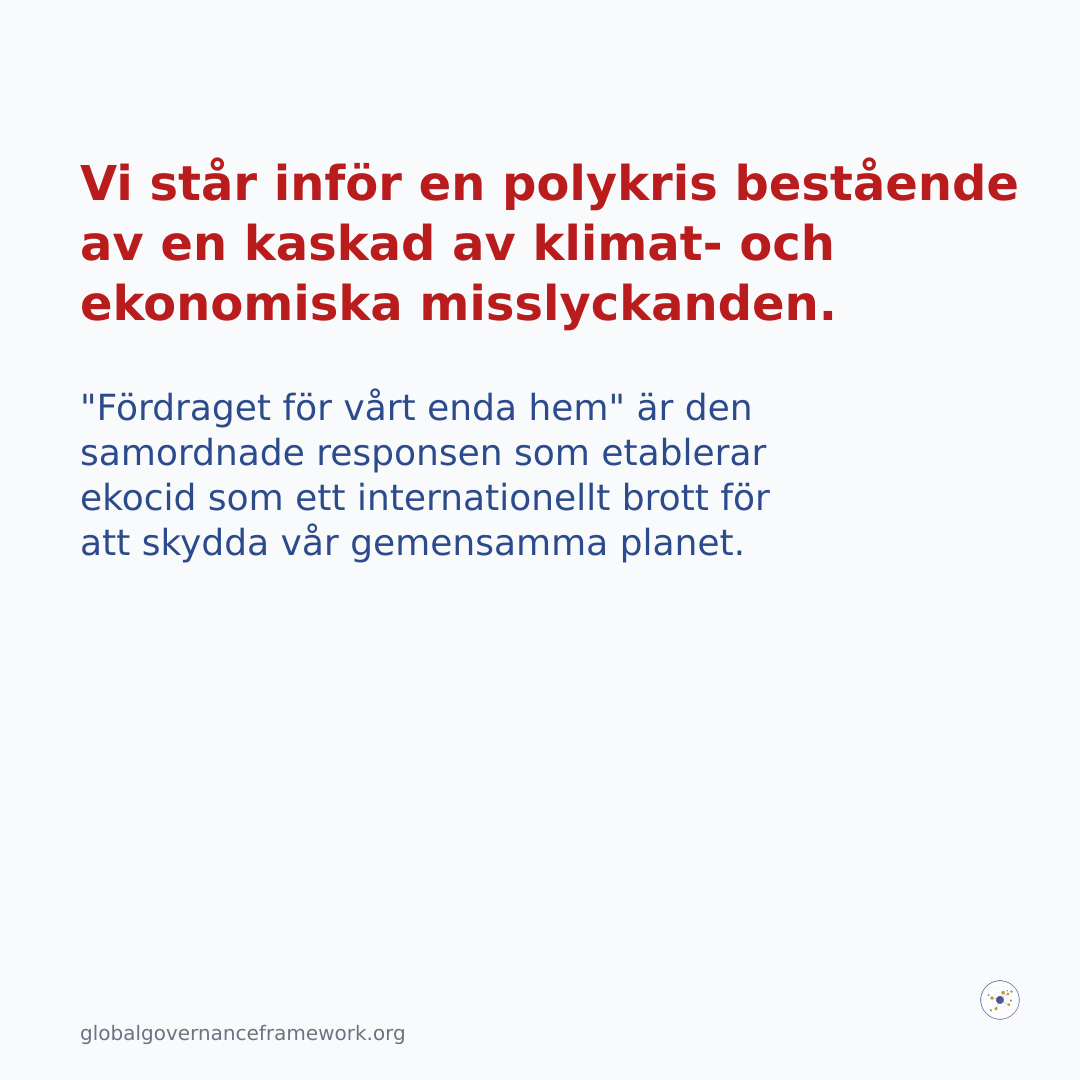 Vi står inför en polykris bestående
av en kaskad av klimat- och
ekonomiska misslyckanden.
"Fördraget för vårt enda hem" är den
samordnade responsen som etablerar
ekocid som ett internationellt brott för
att skydda vår gemensamma planet.
globalgovernanceframework.org